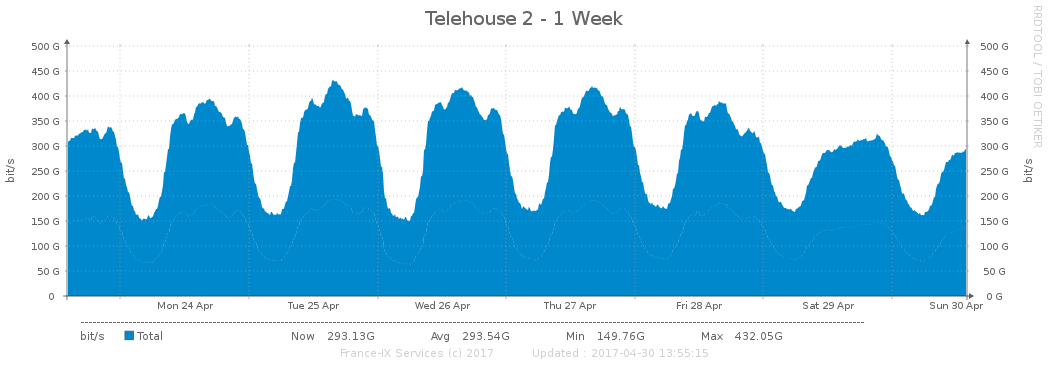 Telehouse 2 - 1 Week
RRDTOOL / TOBI OETIKER
500 G 500 G
450 G 450 G
400 G 400 G
350 G 350 G
300 G 300 G
250 G 250 G
200 G 200 G
150 G 150 G
100 G 100 G
50 G 50 G
0 0 G
bit/s bit/s
Mon 24 Apr Tue 25 Apr Wed 26 Apr Thu 27 Apr Fri 28 Apr Sat 29 Apr Sun 30 Apr
bit/s Total Now 293.13G Avg 293.54G Min 149.76G Max 432.05G
France-IX Services (c) 2017 Updated : 2017-04-30 13:55:15